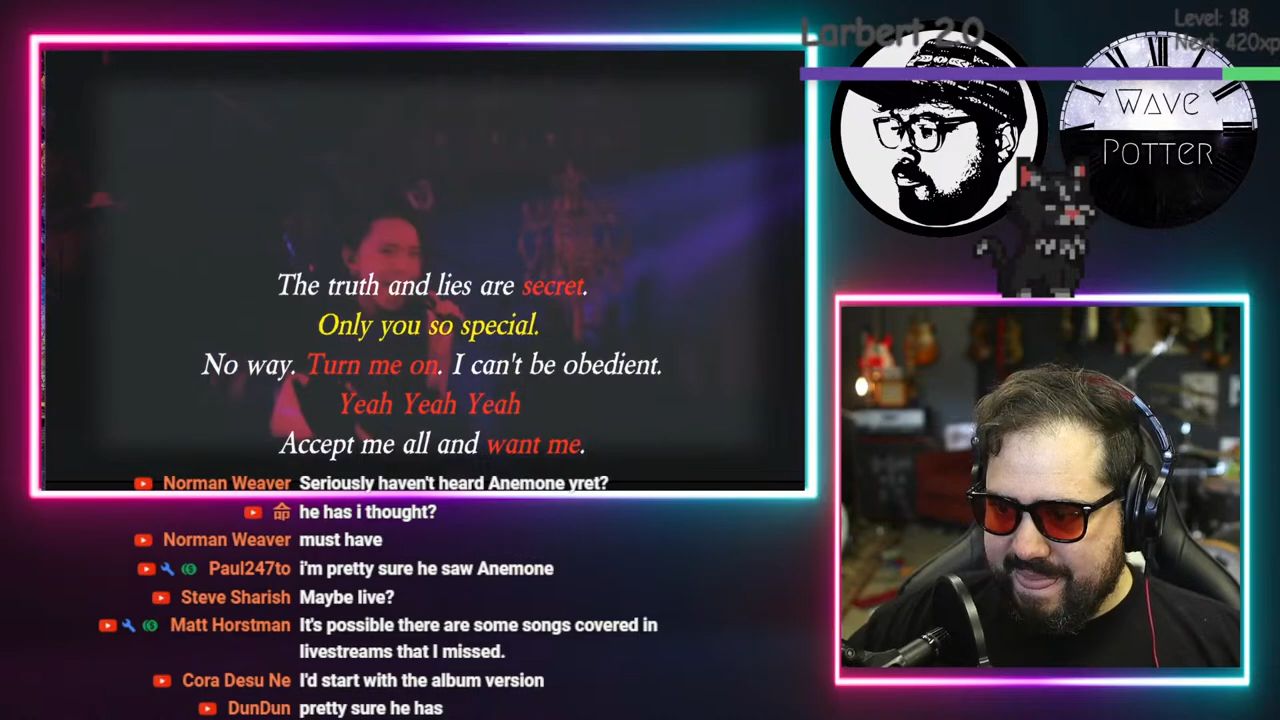 Larbert 2.0
Level: 18
Next: 420xp
WAVE
POTTER
The truth and lies are secret.
Only you so special.
No way. Turn me on. I can't be obedient.
Yeah Yeah Yeah
Accept me all and want me.
Norman Weaver Seriously haven't heard Anemone yret?
命 he has i thought?
Norman Weaver must have
Paul247to i'm pretty sure he saw Anemone
Steve Sharish Maybe live?
Matt Horstman It's possible there are some songs covered in
livestreams that I missed.
Cora Desu Ne I'd start with the album version
DunDun pretty sure he has